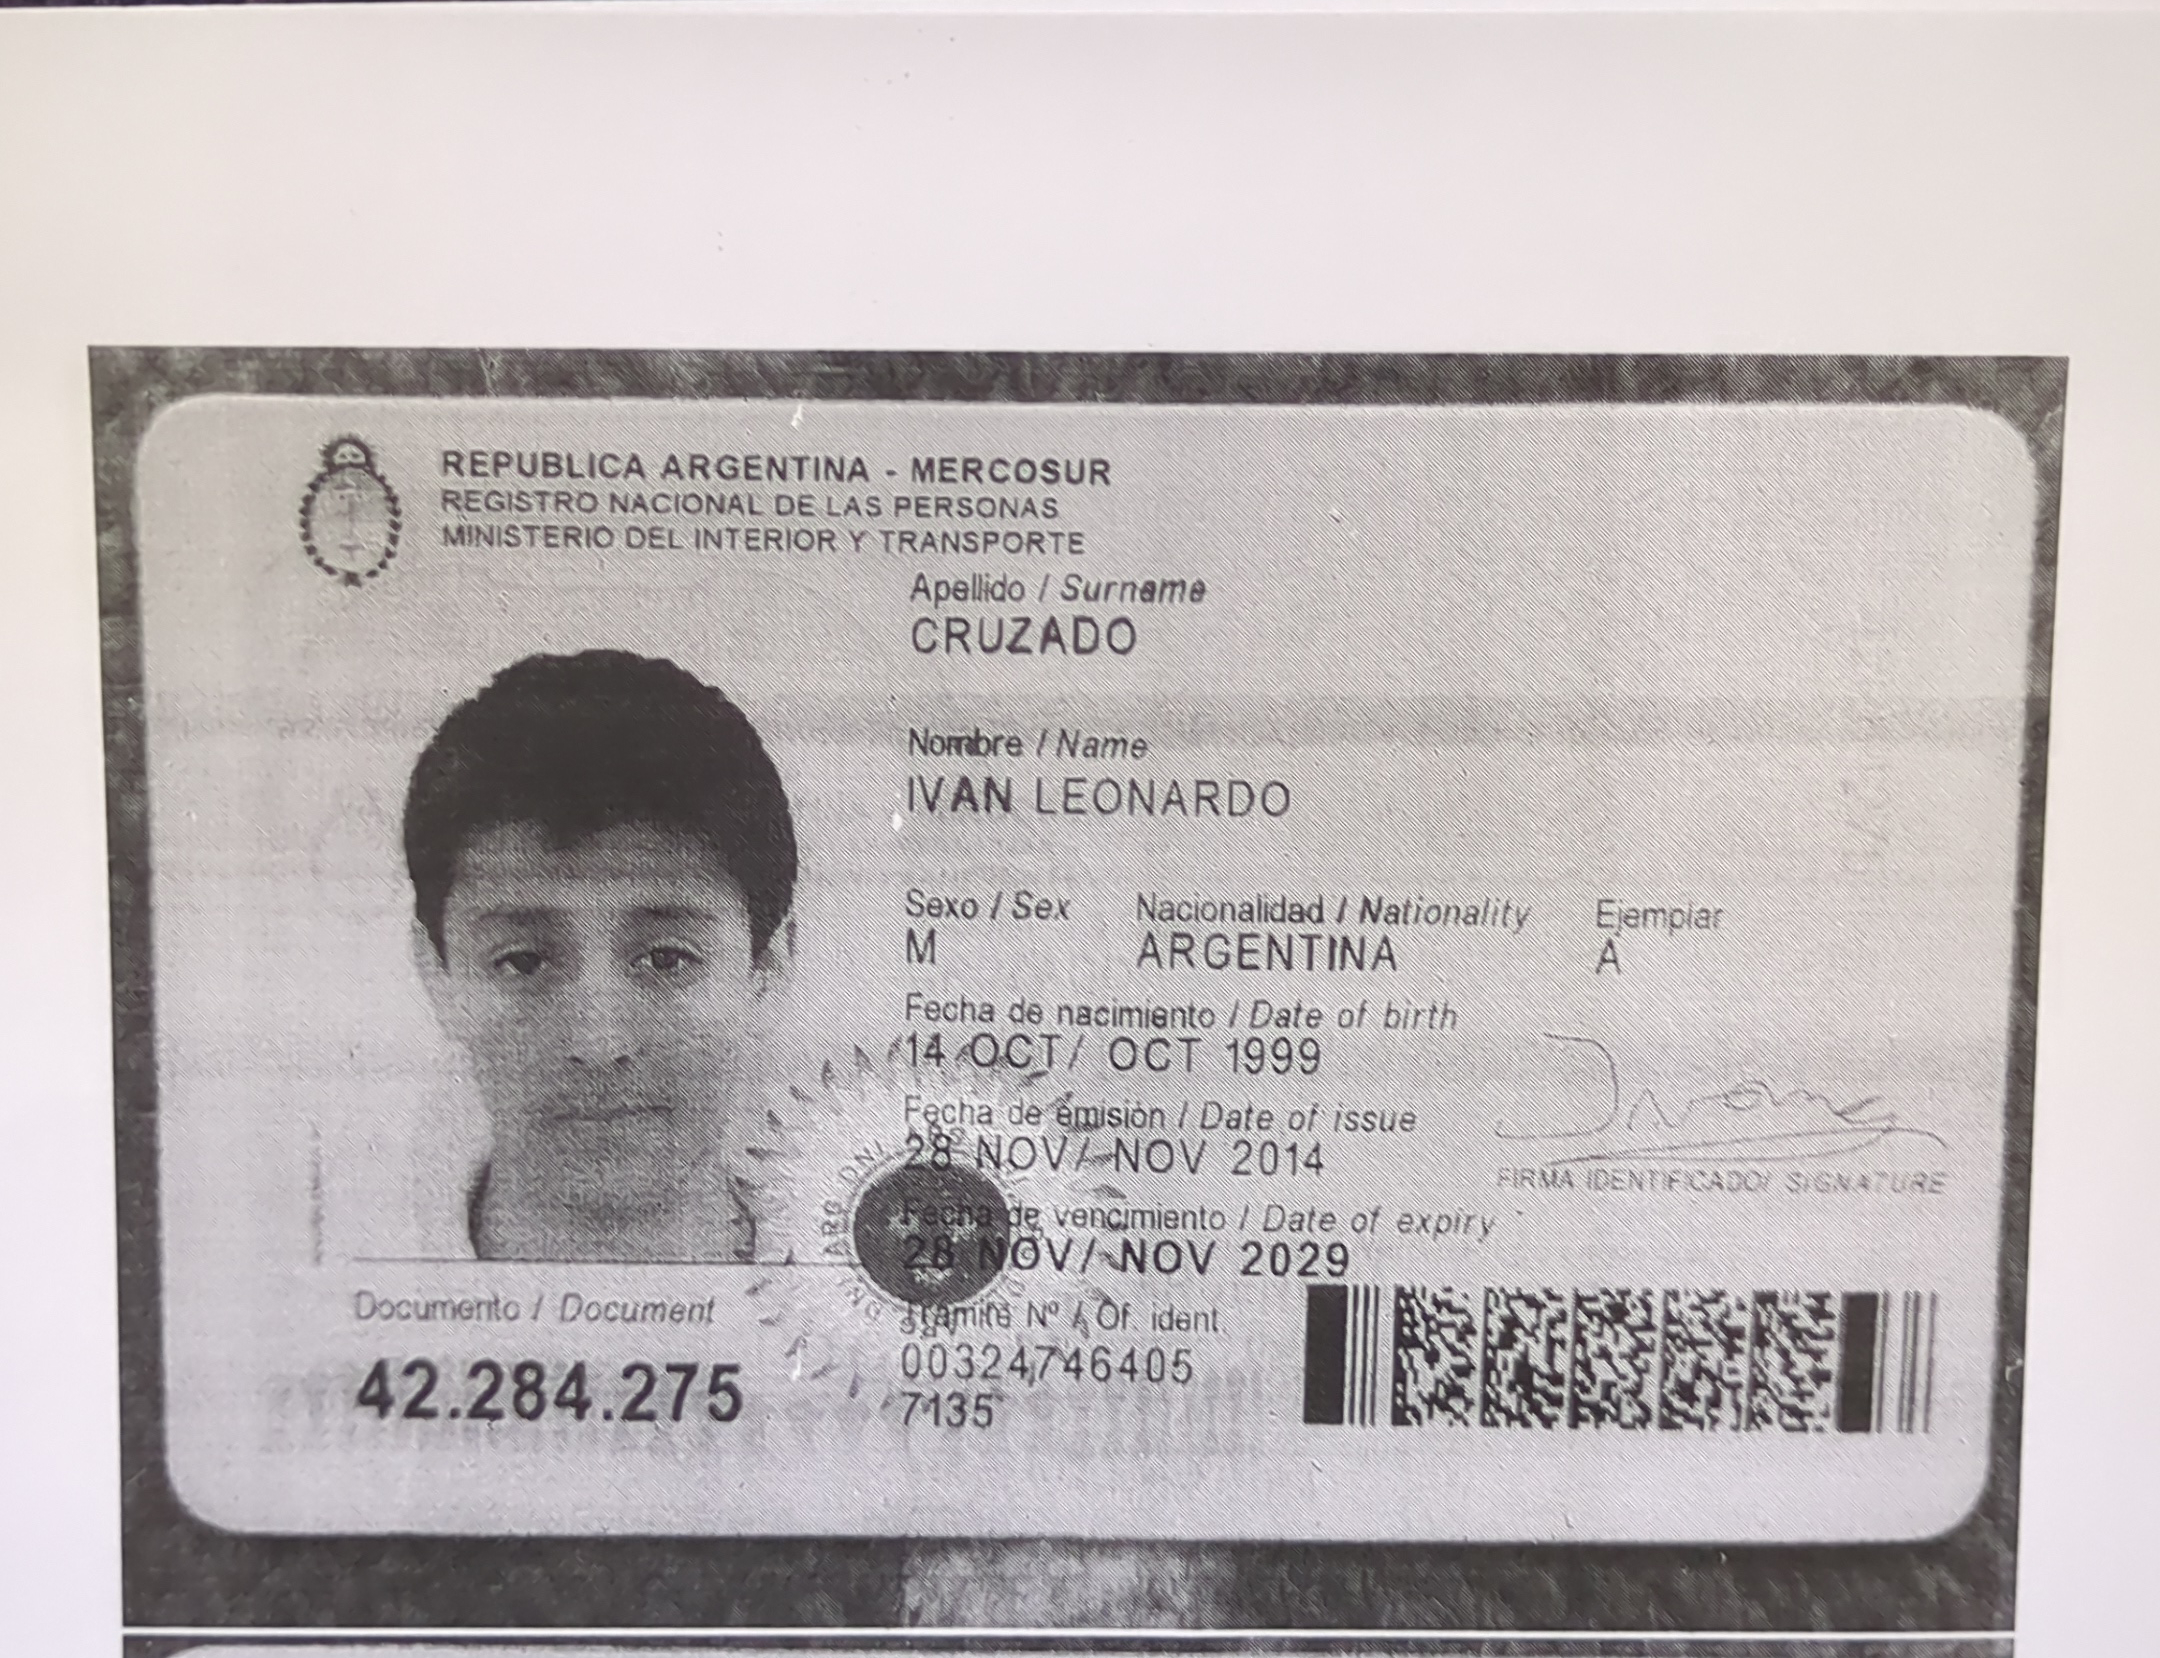 REPUBLICA ARGENTINA - MERCOSUR
REGISTRO NACIONAL DE LAS PERSONAS
MINISTERIO DEL INTERIOR Y TRANSPORTE
Apellido / Surname
CRUZADO
Nombre / Name
IVAN LEONARDO
Sexo / Sex Nacionalidad / Nationality Ejemplar
M ARGENTINA A
Fecha de nacimiento / Date of birth
14 OCT/ OCT 1999
Fecha de emisión / Date of issue
28 NOV/ NOV 2014
FIRMA IDENTIFICADO/ SIGNATURE
Fecha de vencimiento / Date of expiry
28 NOV/ NOV 2029
Documento / Document
42.284.275
Trámite Nº / Of. ident.
00324746405
7135